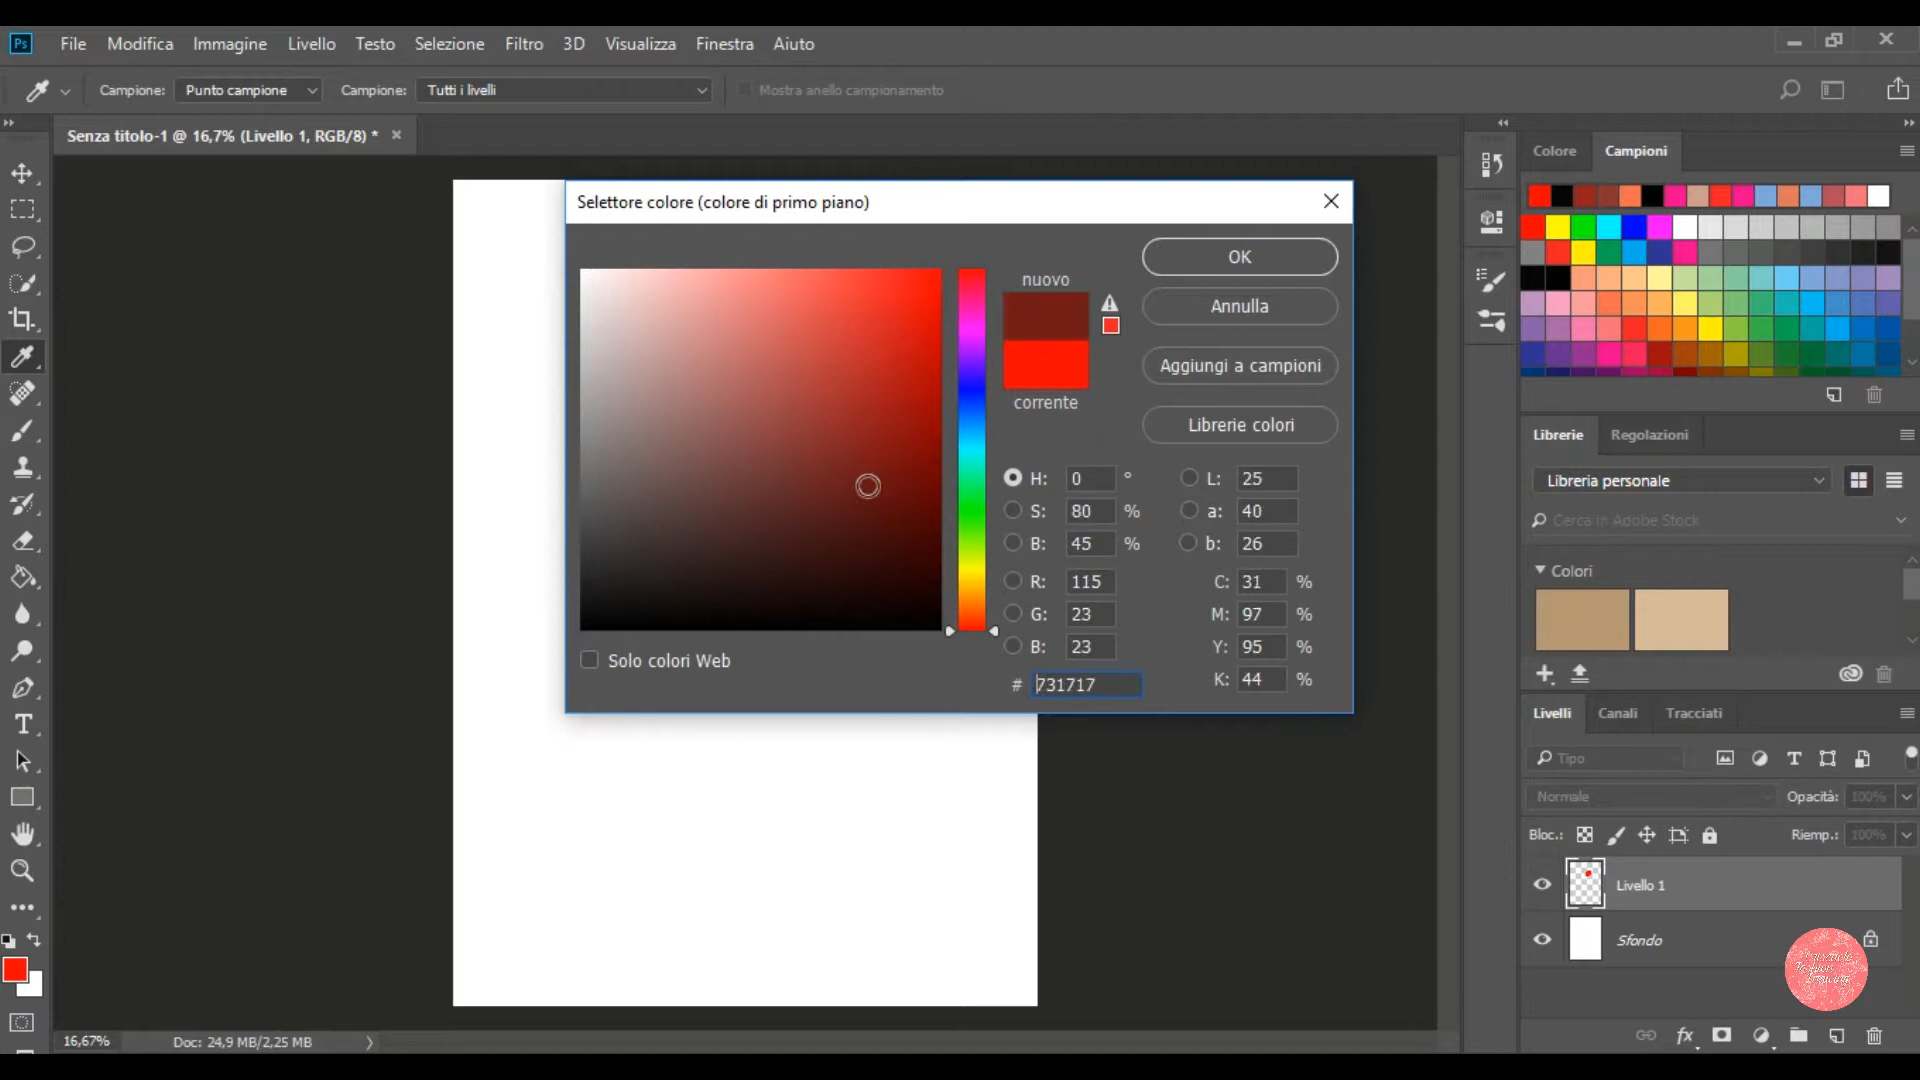 Ps File Modifica Immagine Livello Testo Selezione Filtro 3D Visualizza Finestra Aiuto
Campione: Punto campione Campione: Tutti i livelli Mostra anello campionamento
Senza titolo-1 @ 16,7% (Livello 1, RGB/8) *
Selettore colore (colore di primo piano)
nuovo
corrente
OK
Annulla
Aggiungi a campioni
Librerie colori
H: 0 ° L: 25
S: 80 % a: 40
B: 45 % b: 26
R: 115 C: 31 %
G: 23 M: 97 %
B: 23 Y: 95 %
# 731717 K: 44 %
Solo colori Web
Colore Campioni
Librerie Regolazioni
Libreria personale
Cerca in Adobe Stock
Colori
Livelli Canali Tracciati
Tipo
Normale Opacità: 100%
Bloc.: Riemp.: 100%
Livello 1
Sfondo
fx
16,67% Doc: 24,9 MB/2,25 MB